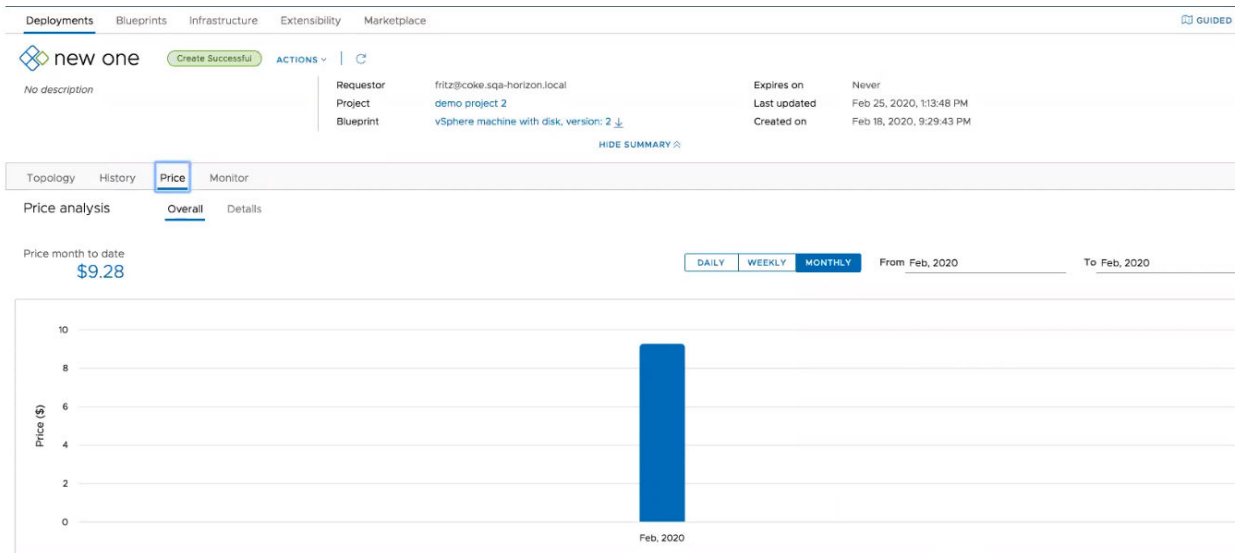 Deployments Blueprints Infrastructure Extensibility Marketplace GUIDED
new one Create Successful ACTIONS
No description
Requestor fritz@coke.sqa-horizon.local Expires on Never
Project demo project 2 Last updated Feb 25, 2020, 1:13:48 PM
Blueprint vSphere machine with disk, version: 2 Created on Feb 18, 2020, 9:29:43 PM
HIDE SUMMARY
Topology History Price Monitor
Price analysis Overall Details
Price month to date
$9.28
DAILY WEEKLY MONTHLY From Feb, 2020 To Feb, 2020
10
8
6
4
2
0
Price ($)
Feb, 2020